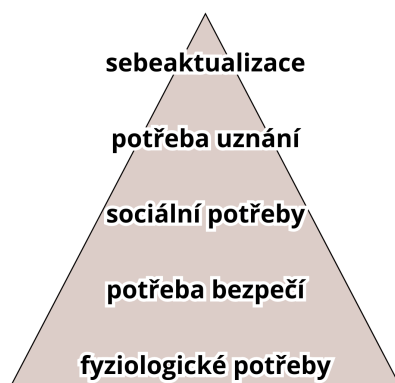 sebeaktualizace
potřeba uznání
sociální potřeby
potřeba bezpečí
fyziologické potřeby